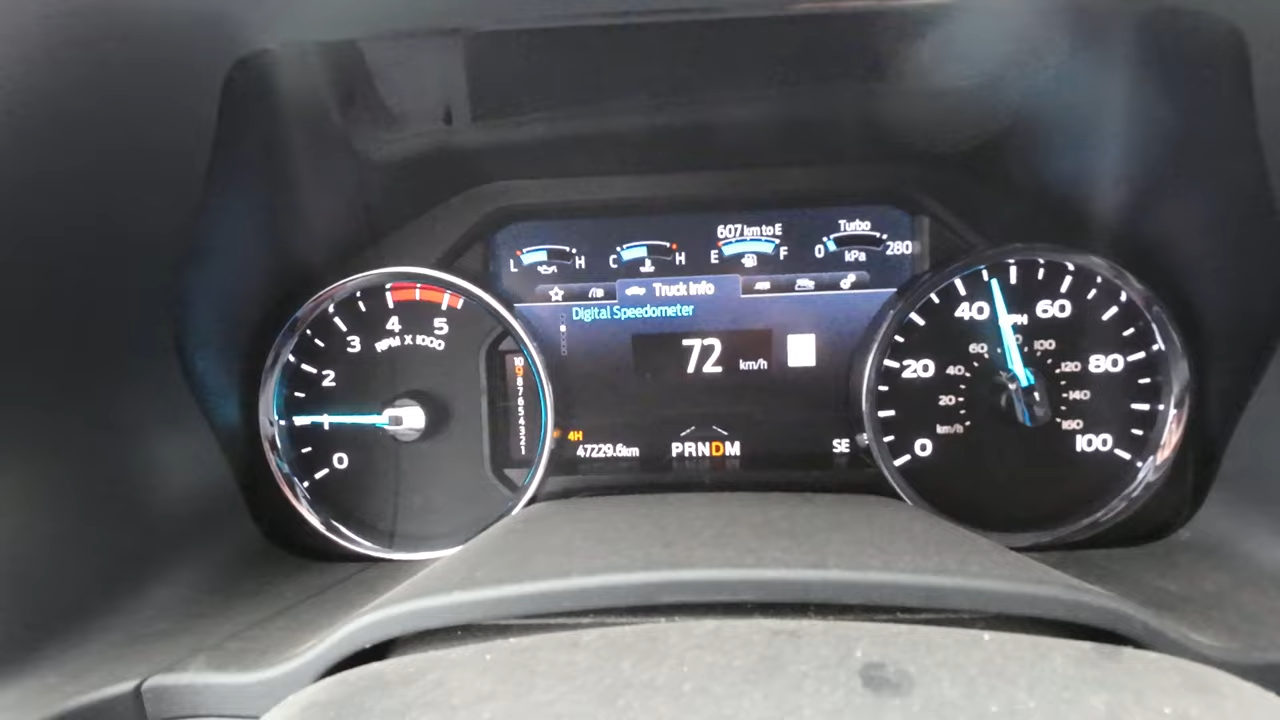 607 km to E
Turbo
L H C H E F 0 280
kPa
Truck Info
Digital Speedometer
72 km/h
4H
47229.6km
PRNDM
SE
0 1 2 3 4 5
RPM X 1000
10
9
8
7
6
5
4
3
2
1
0 20 40 60 80 100
MPH
20 40 60 100 120 140 160
km/h